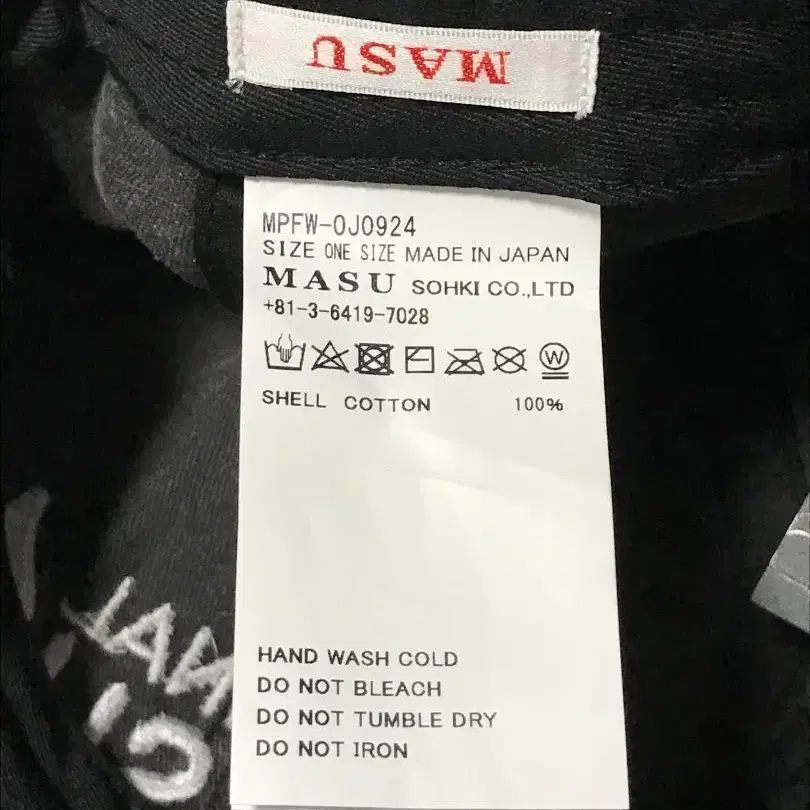 MASU
MPFW-0J0924
SIZE ONE SIZE MADE IN JAPAN
MASU SOHKI CO.,LTD
+81-3-6419-7028
W
SHELL COTTON 100%
HAND WASH COLD
DO NOT BLEACH
DO NOT TUMBLE DRY
DO NOT IRON